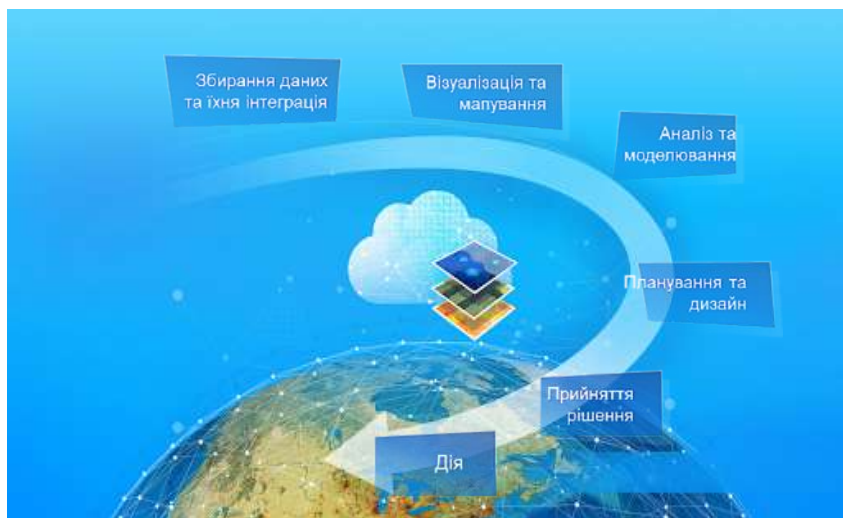 Збирання даних
та їхня інтеграція
Візуалізація та
мапування
Аналіз та
моделювання
Планування та
дизайн
Прийняття
рішення
Дія